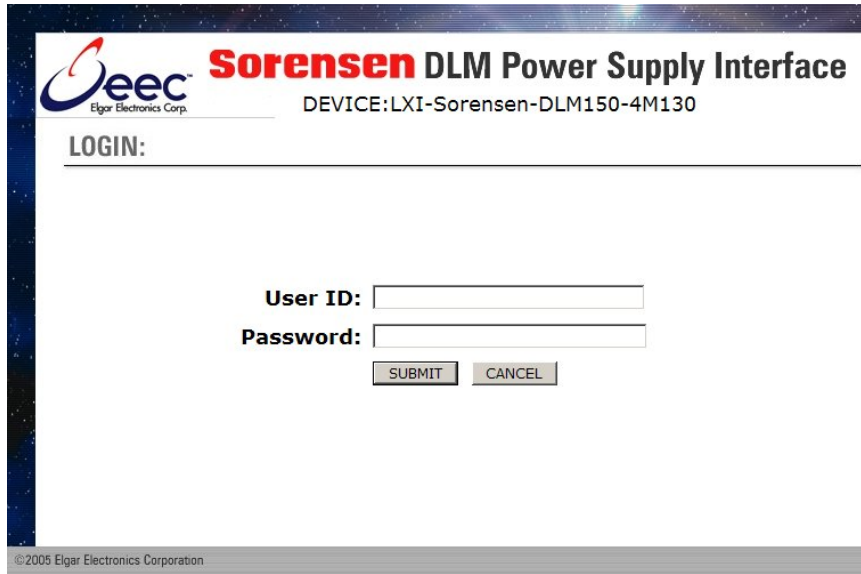 eec™
Elgar Electronics Corp.
Sorensen DLM Power Supply Interface
DEVICE:LXI-Sorensen-DLM150-4M130
LOGIN:
User ID:
Password:
SUBMIT CANCEL
©2005 Elgar Electronics Corporation